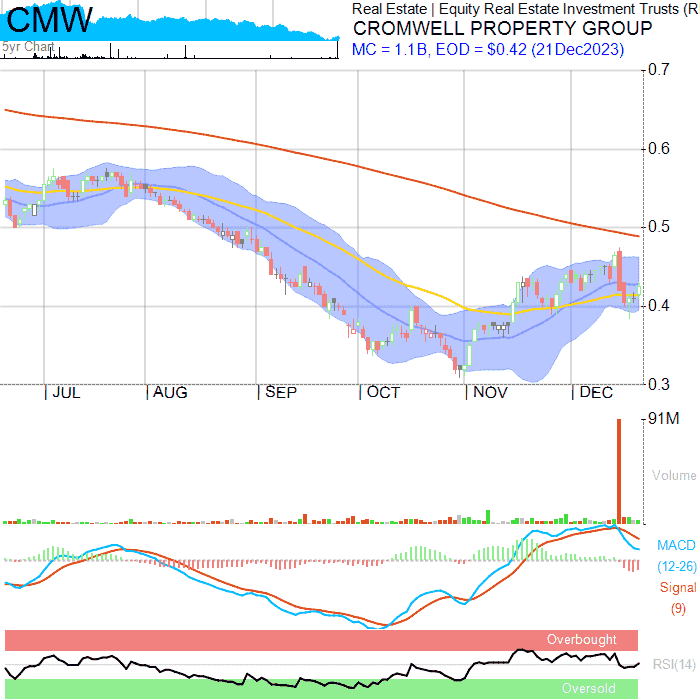 CMW
Real Estate | Equity Real Estate Investment Trusts (R
CROMWELL PROPERTY GROUP
5yr Chart
MC = 1.1B, EOD = $0.42 (21Dec2023)
0.7
0.6
0.5
0.4
0.3
JUL AUG SEP OCT NOV DEC
91M
Volume
MACD
(12-26)
Signal
(9)
Overbought
RSI(14)
Oversold